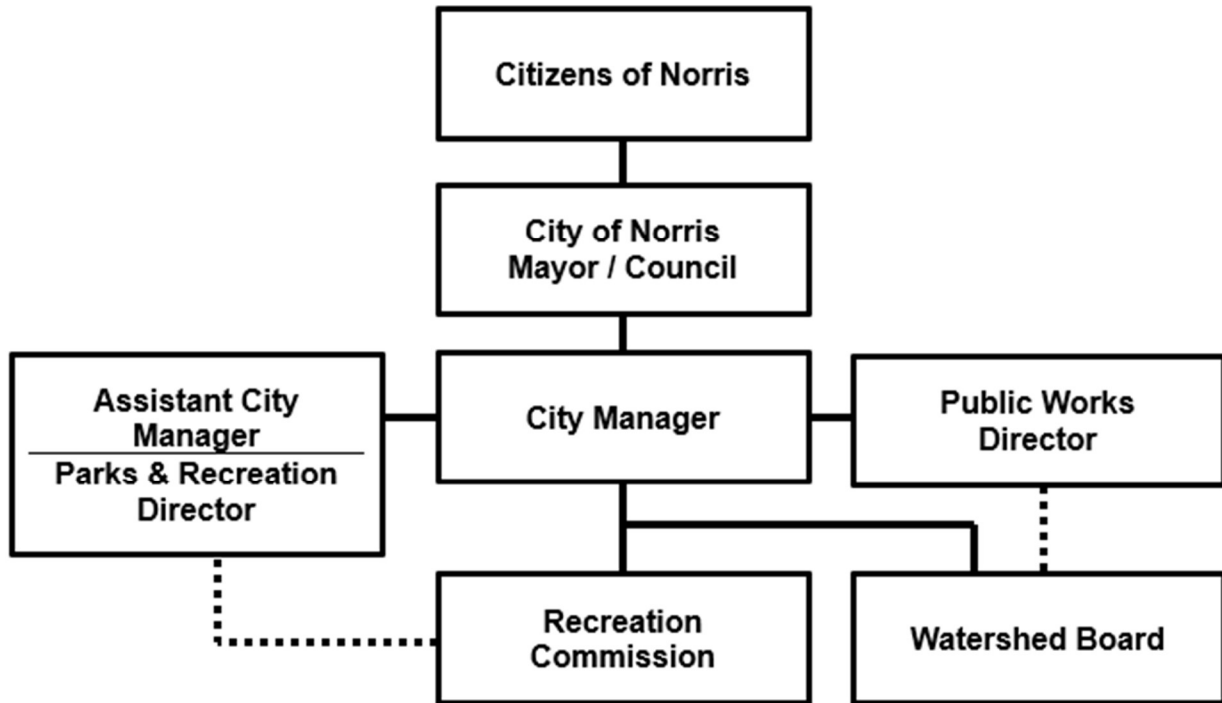 Citizens of Norris
City of Norris
Mayor / Council
Assistant City
Manager
Parks & Recreation
Director
City Manager
Public Works
Director
Recreation
Commission
Watershed Board